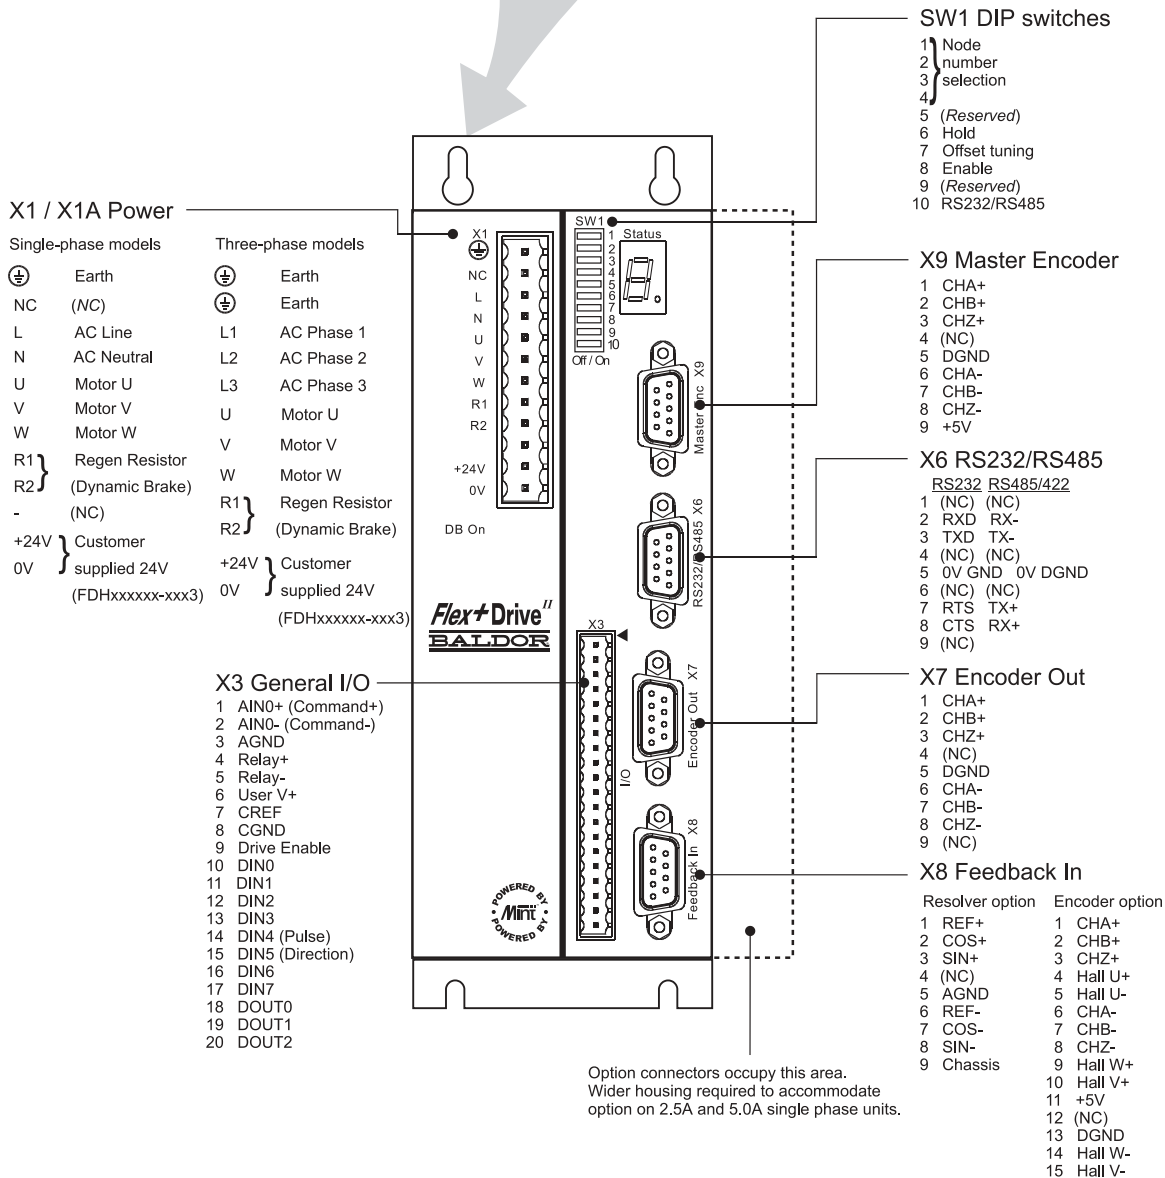 SW1 DIP switches
1 Node
2 number
3 selection
4
5 (Reserved)
6 Hold
7 Offset tuning
8 Enable
9 (Reserved)
10 RS232/RS485
X1 / X1A Power
Single-phase models
Earth
NC (NC)
L AC Line
N AC Neutral
U Motor U
V Motor V
W Motor W
R1 Regen Resistor
R2 (Dynamic Brake)
- (NC)
+24V Customer
0V supplied 24V
(FDHxxxxxx-xxx3)
Three-phase models
Earth
Earth
L1 AC Phase 1
L2 AC Phase 2
L3 AC Phase 3
U Motor U
V Motor V
W Motor W
R1 Regen Resistor
R2 (Dynamic Brake)
+24V Customer
0V supplied 24V
(FDHxxxxxx-xxx3)
X1
NC
L
N
U
V
W
R1
R2
+24V
0V
DB On
Flex+Drive II
BALDOR
POWERED BY
Mint
POWERED BY
SW1
1
2
3
4
5
6
7
8
9
10
Off / On
Status
Master Enc X9
RS232/RS485 X6
Encoder Out X7
Feedback In X8
X3
I/O
X3 General I/O
1 AIN0+ (Command+)
2 AIN0- (Command-)
3 AGND
4 Relay+
5 Relay-
6 User V+
7 CREF
8 CGND
9 Drive Enable
10 DIN0
11 DIN1
12 DIN2
13 DIN3
14 DIN4 (Pulse)
15 DIN5 (Direction)
16 DIN6
17 DIN7
18 DOUT0
19 DOUT1
20 DOUT2
X9 Master Encoder
1 CHA+
2 CHB+
3 CHZ+
4 (NC)
5 DGND
6 CHA-
7 CHB-
8 CHZ-
9 +5V
X6 RS232/RS485
RS232 RS485/422
1 (NC) (NC)
2 RXD RX-
3 TXD TX-
4 (NC) (NC)
5 0V GND 0V DGND
6 (NC) (NC)
7 RTS TX+
8 CTS RX+
9 (NC)
X7 Encoder Out
1 CHA+
2 CHB+
3 CHZ+
4 (NC)
5 DGND
6 CHA-
7 CHB-
8 CHZ-
9 (NC)
X8 Feedback In
Resolver option
1 REF+
2 COS+
3 SIN+
4 (NC)
5 AGND
6 REF-
7 COS-
8 SIN-
9 Chassis
Encoder option
1 CHA+
2 CHB+
3 CHZ+
4 Hall U+
5 Hall U-
6 CHA-
7 CHB-
8 CHZ-
9 Hall W+
10 Hall V+
11 +5V
12 (NC)
13 DGND
14 Hall W-
15 Hall V-
Option connectors occupy this area.
Wider housing required to accommodate
option on 2.5A and 5.0A single phase units.